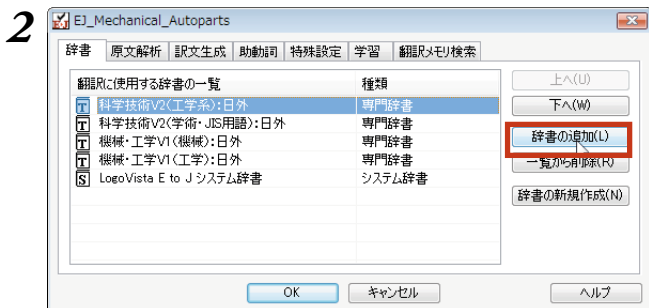 2
EJ_Mechanical_Autoparts
辞書 原文解析 訳文生成 助動詞 特殊設定 学習 翻訳メモリ検索
翻訳に使用する辞書の一覧 種類
T 科学技術V2(工学系):日外 専門辞書
T 科学技術V2(学術・JIS用語):日外 専門辞書
T 機械・工学V1(機械):日外 専門辞書
T 機械・工学V1(工学):日外 専門辞書
S LogoVista E to J システム辞書 システム辞書
上へ(U)
下へ(W)
辞書の追加(L)
一覧から削除(R)
辞書の新規作成(N)
OK キャンセル ヘルプ